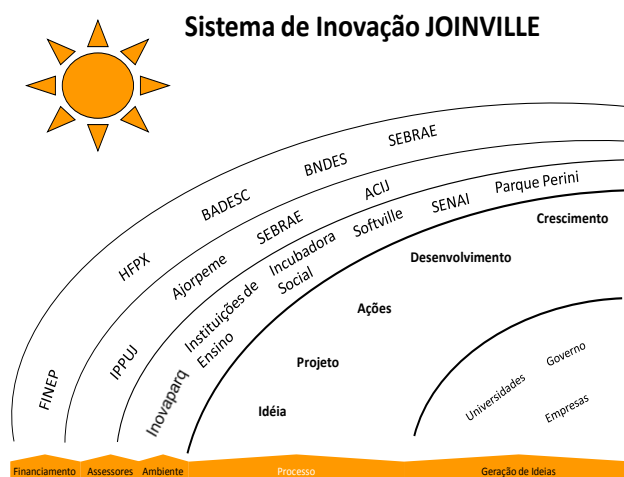 Sistema de Inovação JOINVILLE
FINEP
HFPX
BADESC
BNDES
SEBRAE
IPPUJ
Ajorpeme
SEBRAE
ACIJ
Inovaparq
Instituições de
Ensino
Incubadora
Social
Softville
SENAI
Parque Perini
Idéia
Projeto
Ações
Desenvolvimento
Crescimento
Universidades
Governo
Empresas
Financiamento
Assessores
Ambiente
Processo
Geração de Ideias